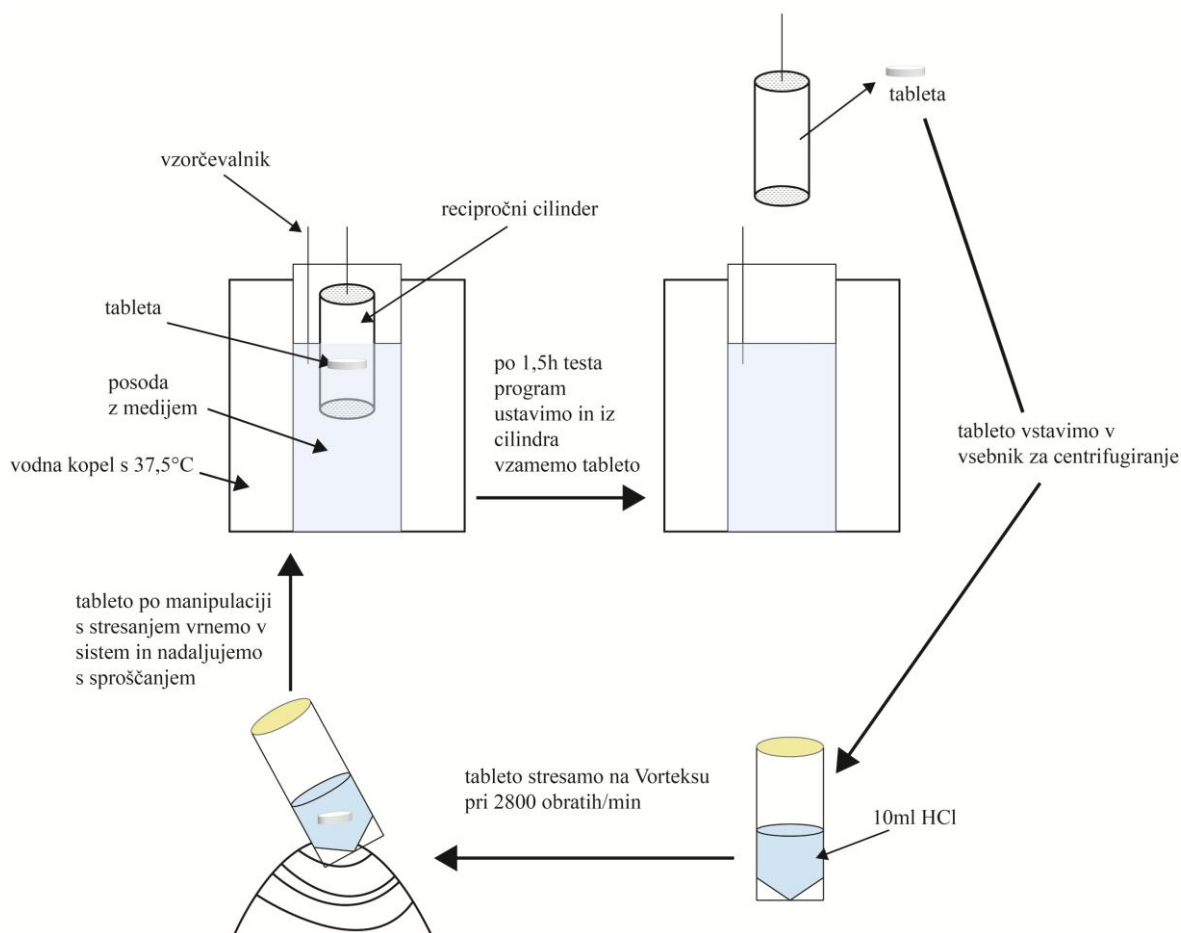 vzorčevalnik
recipročni cilinder
tableta
posoda
z medijem
vodna kopel s 37,5°C
po 1,5h testa
program
ustavimo in iz
cilindra
vzamemo tableto
tableta
tableto vstavimo v
vsebnik za centrifugiranje
10ml HCl
tableto stresamo na Vorteksu
pri 2800 obratih/min
tableto po manipulaciji
s stresanjem vrnemo v
sistem in nadaljujemo
s sproščanjem